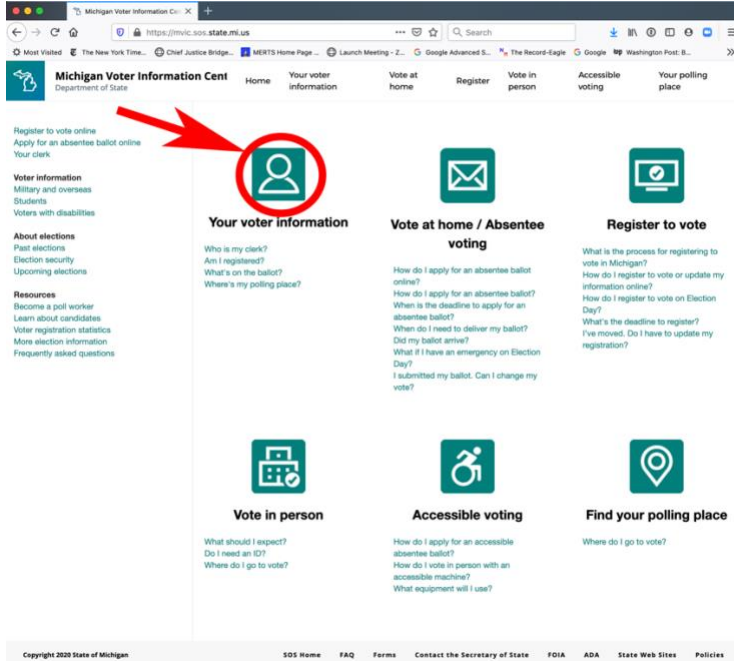 Michigan Voter Information Cen
https://mvic.sos.state.mi.us
Search
Most Visited
The New York Time...
Chief Justice Bridge...
MERTS Home Page ...
Launch Meeting - Z...
Google Advanced S...
The Record-Eagle
Google
Washington Post: B...
Michigan Voter Information Cent
Department of State
Home
Your voter
information
Vote at
home
Register
Vote in
person
Accessible
voting
Your polling
place
Register to vote online
Apply for an absentee ballot online
Your clerk
Voter information
Military and overseas
Students
Voters with disabilities
About elections
Past elections
Election security
Upcoming elections
Resources
Become a poll worker
Learn about candidates
Voter registration statistics
More election information
Frequently asked questions
Your voter information
Who is my clerk?
Am I registered?
What's on the ballot?
Where's my polling place?
Vote at home / Absentee
voting
How do I apply for an absentee ballot
online?
How do I apply for an absentee ballot?
When is the deadline to apply for an
absentee ballot?
When do I need to deliver my ballot?
Did my ballot arrive?
What if I have an emergency on Election
Day?
I submitted my ballot. Can I change my
vote?
Register to vote
What is the process for registering to
vote in Michigan?
How do I register to vote or update my
information online?
How do I register to vote on Election
Day?
What's the deadline to register?
I've moved. Do I have to update my
registration?
Vote in person
What should I expect?
Do I need an ID?
Where do I go to vote?
Accessible voting
How do I apply for an accessible
absentee ballot?
How do I vote in person with an
accessible machine?
What equipment will I use?
Find your polling place
Where do I go to vote?
Copyright 2020 State of Michigan
SOS Home
FAQ
Forms
Contact the Secretary of State
FOIA
ADA
State Web Sites
Policies